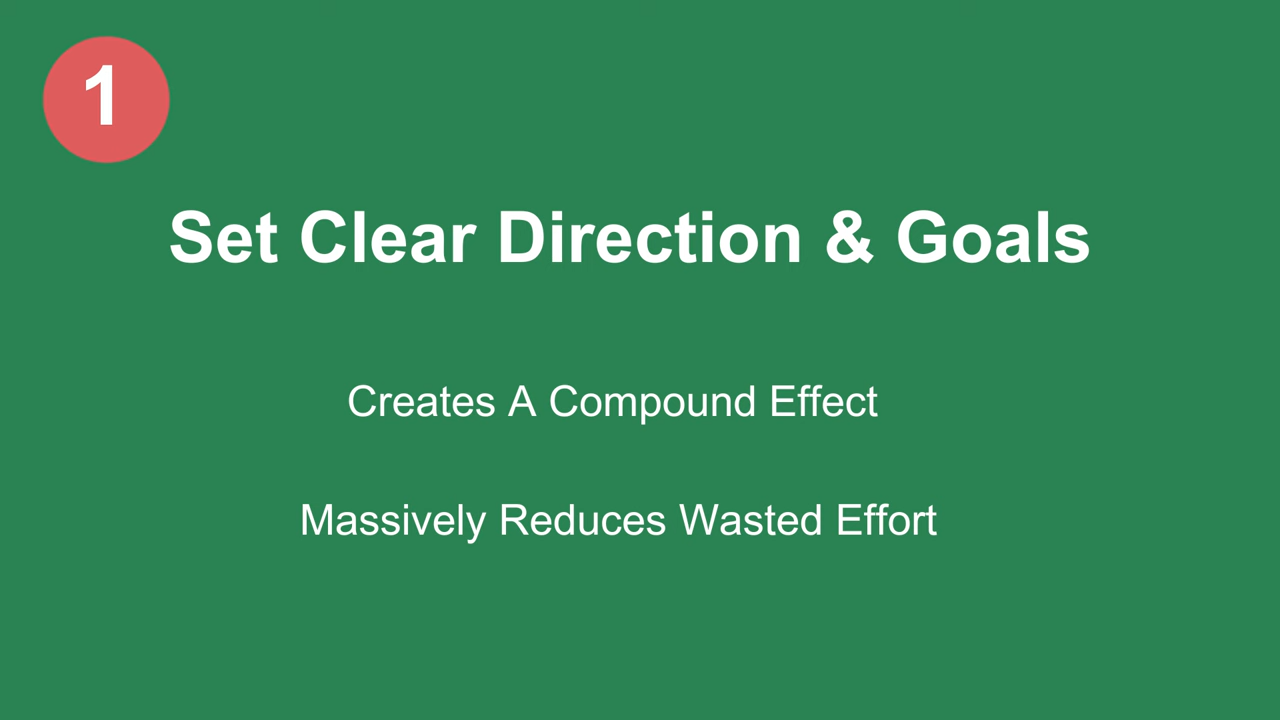 1
Set Clear Direction & Goals
Creates A Compound Effect
Massively Reduces Wasted Effort